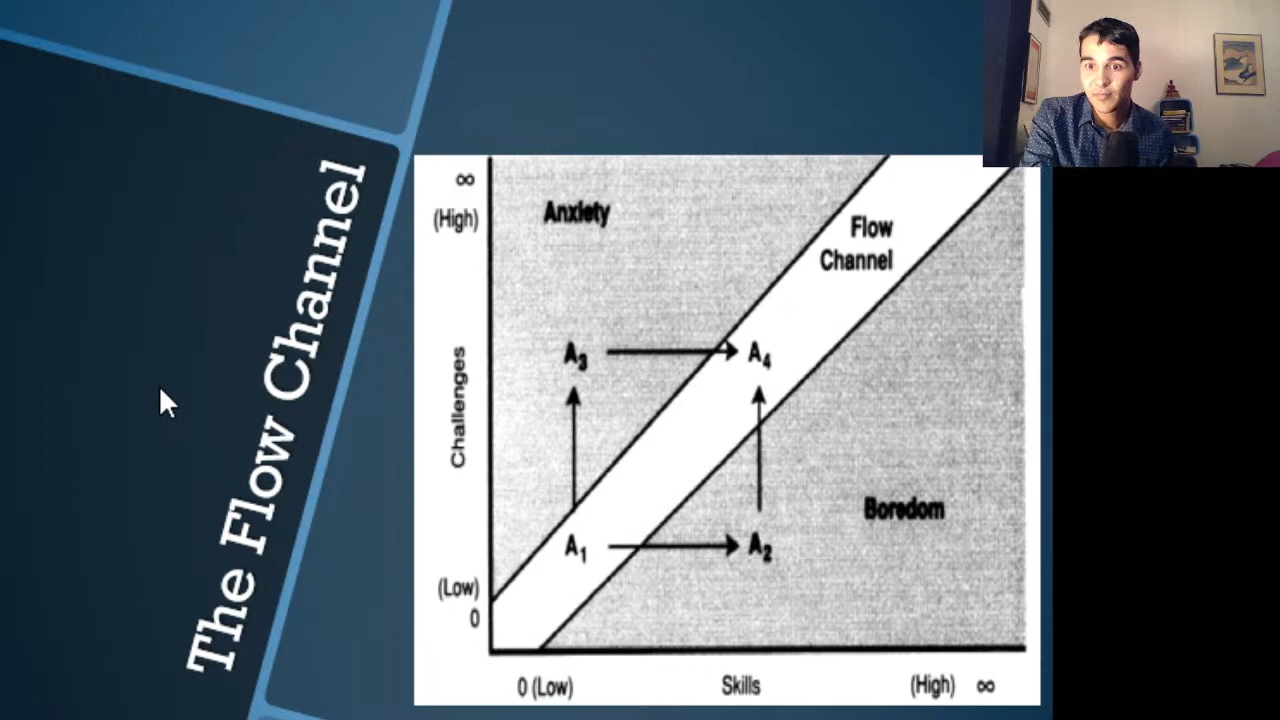 The Flow Channel
∞
(High)
Anxiety
Flow
Channel
Challenges
A3
A4
A1
A2
Boredom
(Low)
0
0 (Low)
Skills
(High) ∞